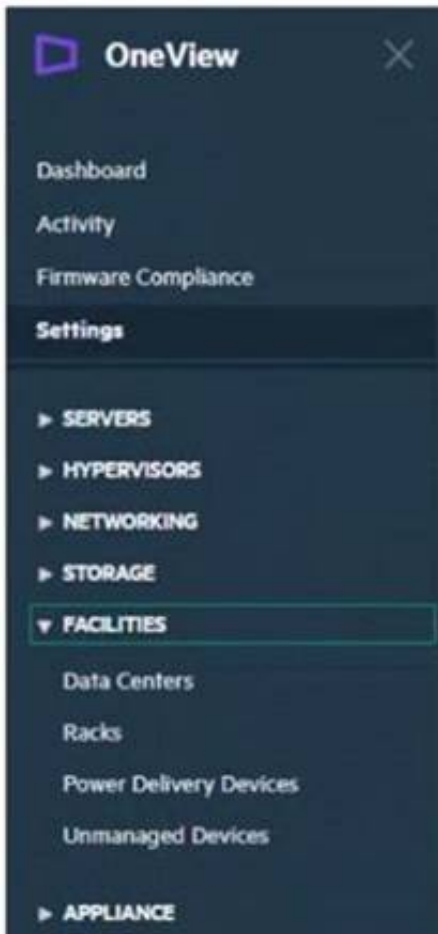 OneView
Dashboard
Activity
Firmware Compliance
Settings
SERVERS
HYPERVISORS
NETWORKING
STORAGE
FACILITIES
Data Centers
Racks
Power Delivery Devices
Unmanaged Devices
APPLIANCE